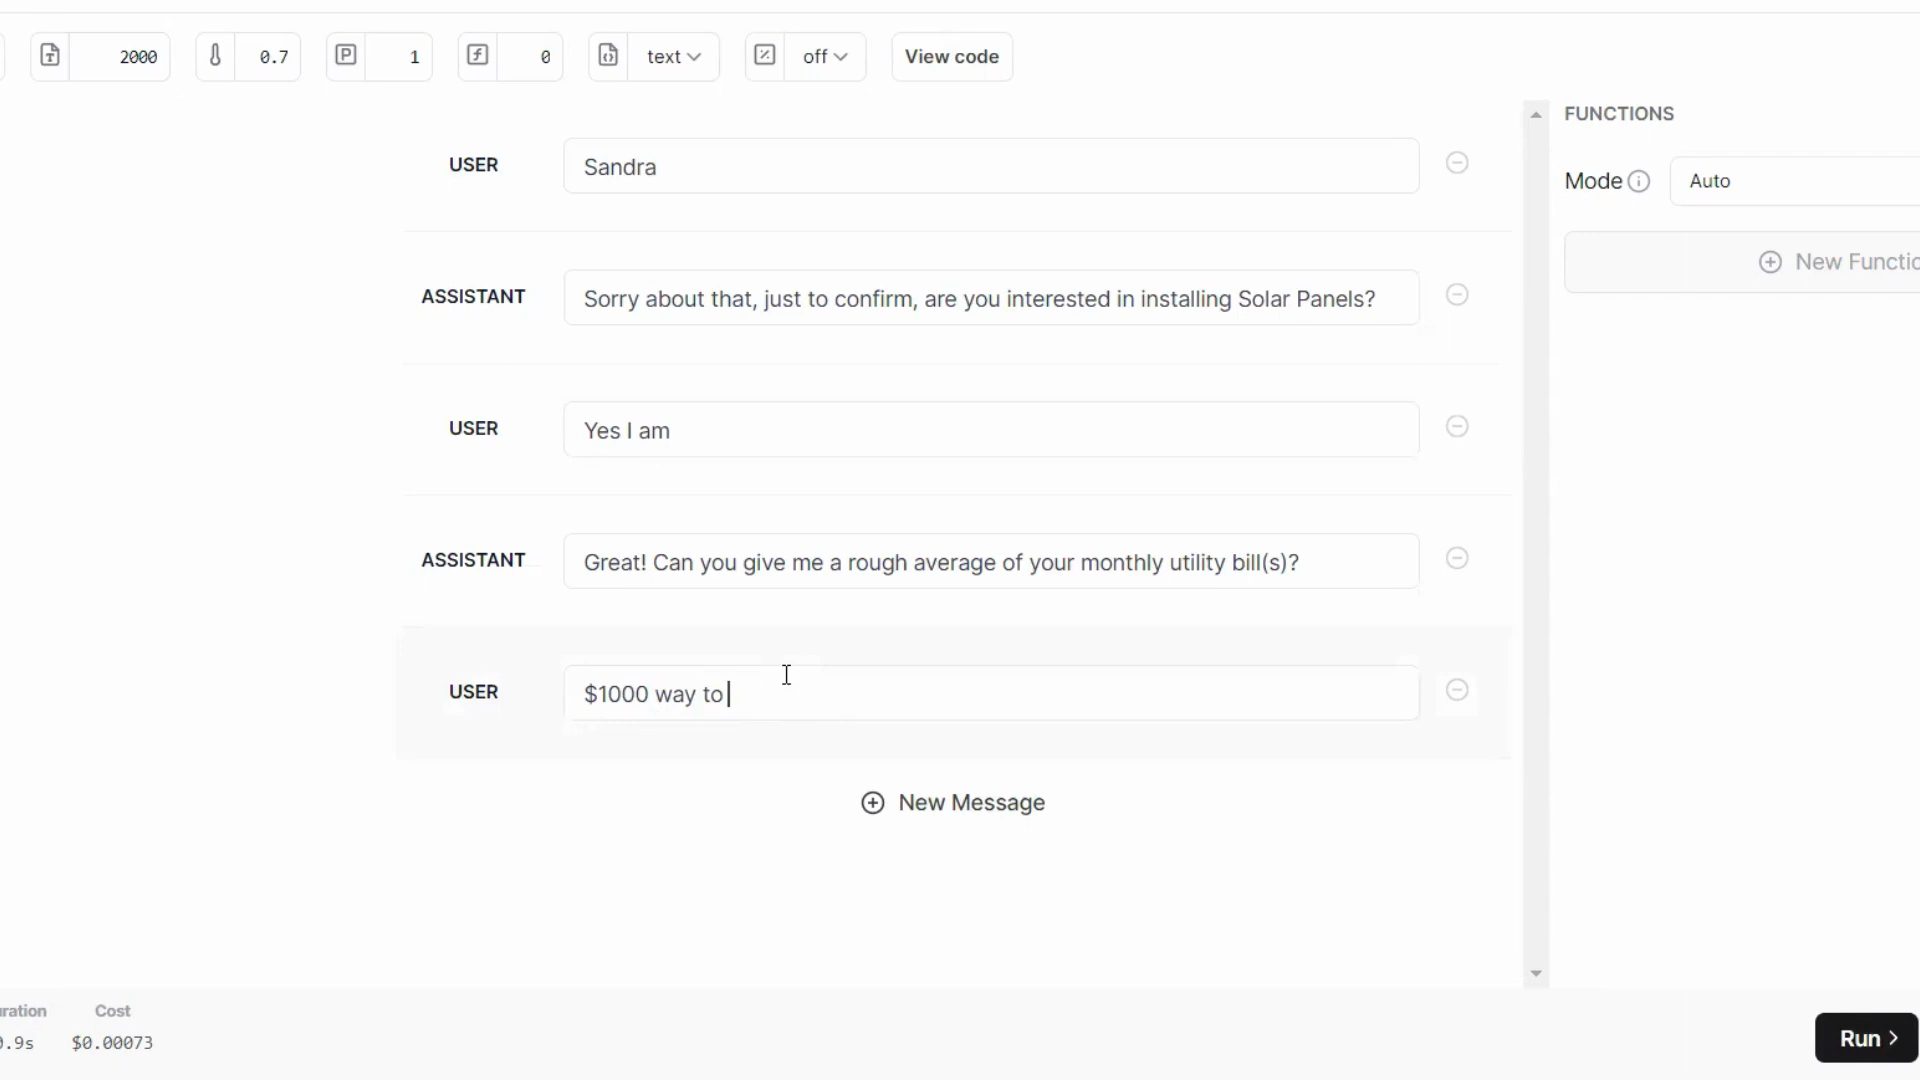 2000
0.7
1
0
text
off
View code
FUNCTIONS
USER
Sandra
Mode
Auto
New Functio
ASSISTANT
Sorry about that, just to confirm, are you interested in installing Solar Panels?
USER
Yes I am
ASSISTANT
Great! Can you give me a rough average of your monthly utility bill(s)?
USER
$1000 way to
New Message
uration
Cost
0.9s
$0.00073
Run